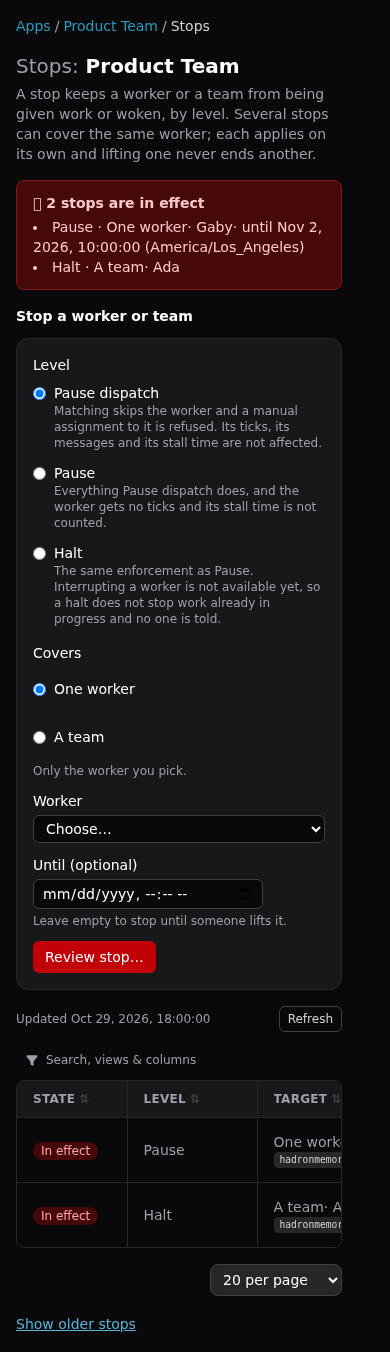 Apps / Product Team / Stops
Stops: Product Team
A stop keeps a worker or a team from being
given work or woken, by level. Several stops
can cover the same worker; each applies on
its own and lifting one never ends another.
2 stops are in effect
• Pause · One worker· Gaby· until Nov 2,
2026, 10:00:00 (America/Los_Angeles)
• Halt · A team· Ada
Stop a worker or team
Level
Pause dispatch
Matching skips the worker and a manual
assignment to it is refused. Its ticks, its
messages and its stall time are not affected.
Pause
Everything Pause dispatch does, and the
worker gets no ticks and its stall time is not
counted.
Halt
The same enforcement as Pause.
Interrupting a worker is not available yet, so
a halt does not stop work already in
progress and no one is told.
Covers
One worker
A team
Only the worker you pick.
Worker
Choose...
Until (optional)
mm/dd/yyyy, --:-- --
Leave empty to stop until someone lifts it.
Review stop...
Updated Oct 29, 2026, 18:00:00 Refresh
Search, views & columns
STATE ⇅ LEVEL ⇅ TARGET ⇅
In effect Pause One work
hadronmemor
In effect Halt A team· A
hadronmemor
20 per page
Show older stops